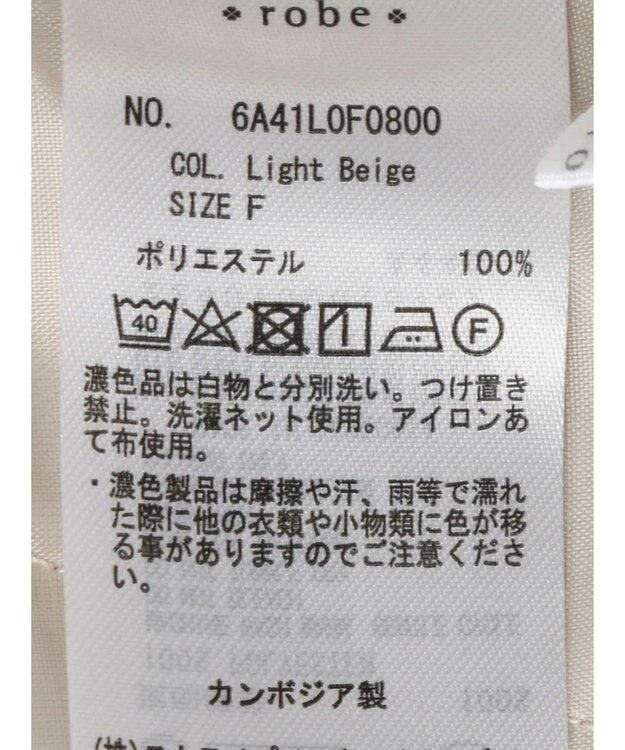 robe
NO. 6A41L0F0800
COL. Light Beige
SIZE F
ポリエステル 100%
40 F
濃色品は白物と分別洗い。つけ置き
禁止。洗濯ネット使用。アイロンあ
て布使用。
・濃色製品は摩擦や汗、雨等で濡れ
た際に他の衣類や小物類に色が移
る事がありますのでご注意くださ
い。
カンボジア製